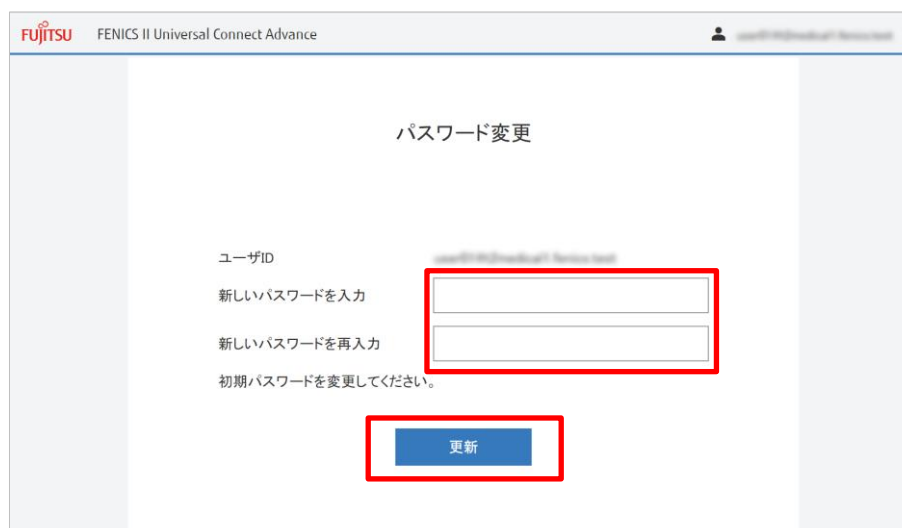 FUJITSU FENICS II Universal Connect Advance
パスワード変更
ユーザID
新しいパスワードを入力
新しいパスワードを再入力
初期パスワードを変更してください。
更新